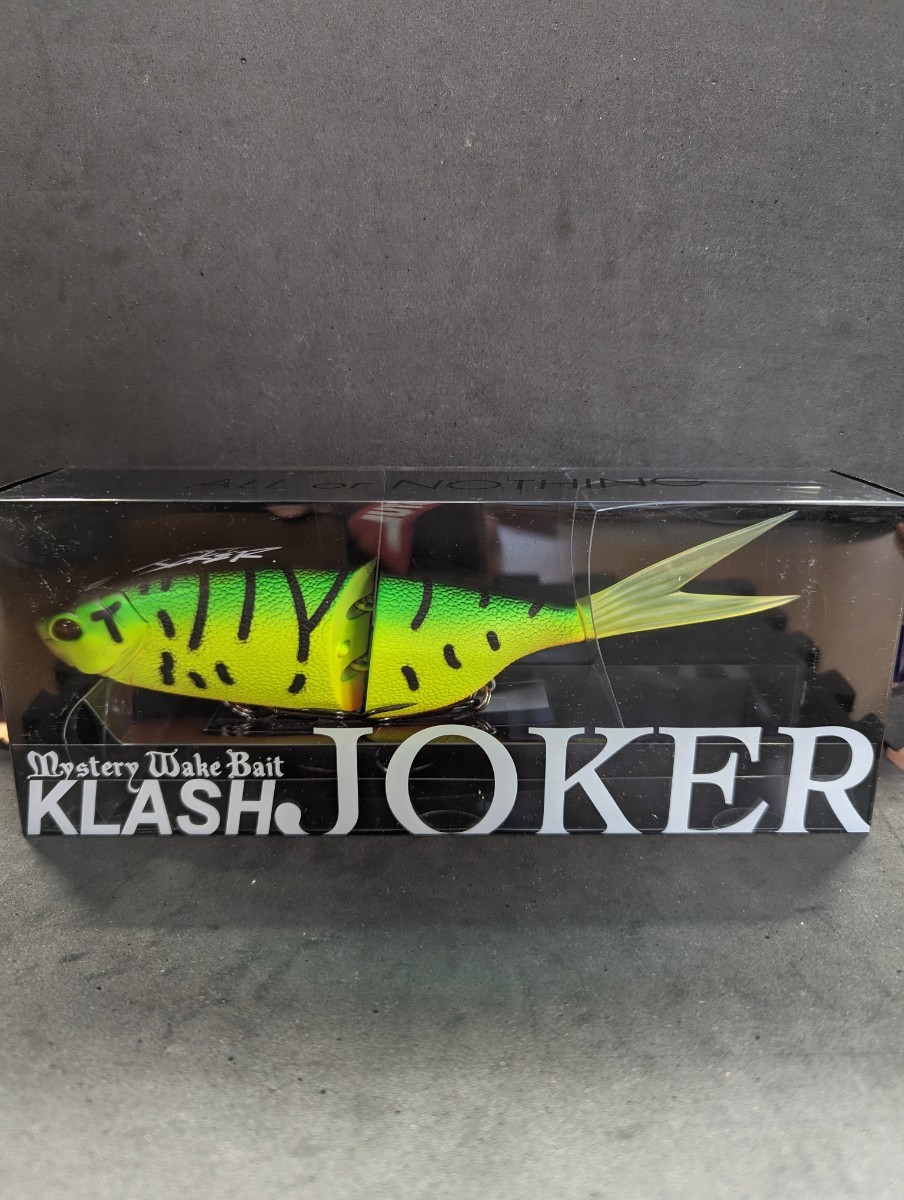 ALL or NOTHING
T
Mystery Wake Bait
KLASH JOKER